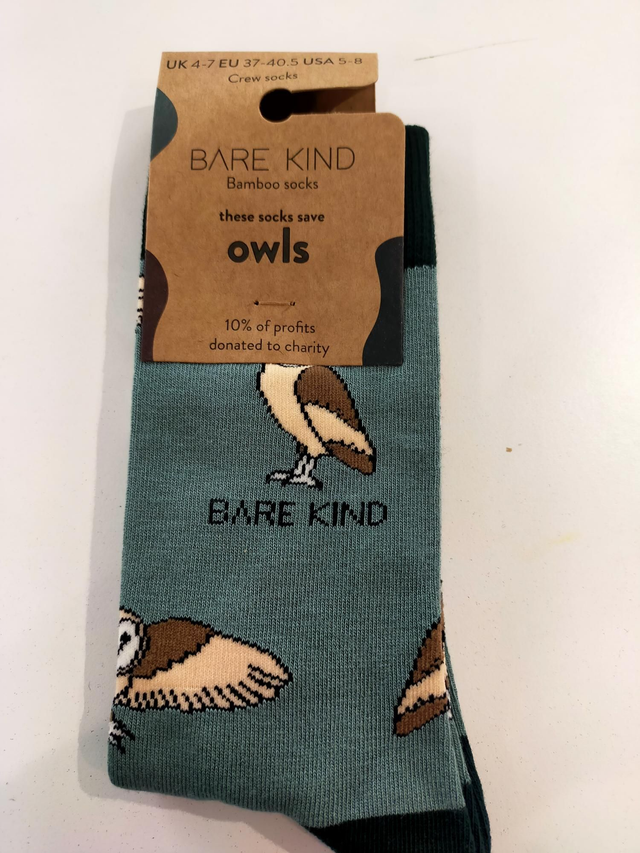 UK 4-7 EU 37-40.5 USA 5-8
Crew socks
BARE KIND
Bamboo socks
these socks save
owls
10% of profits
donated to charity
BARE KIND